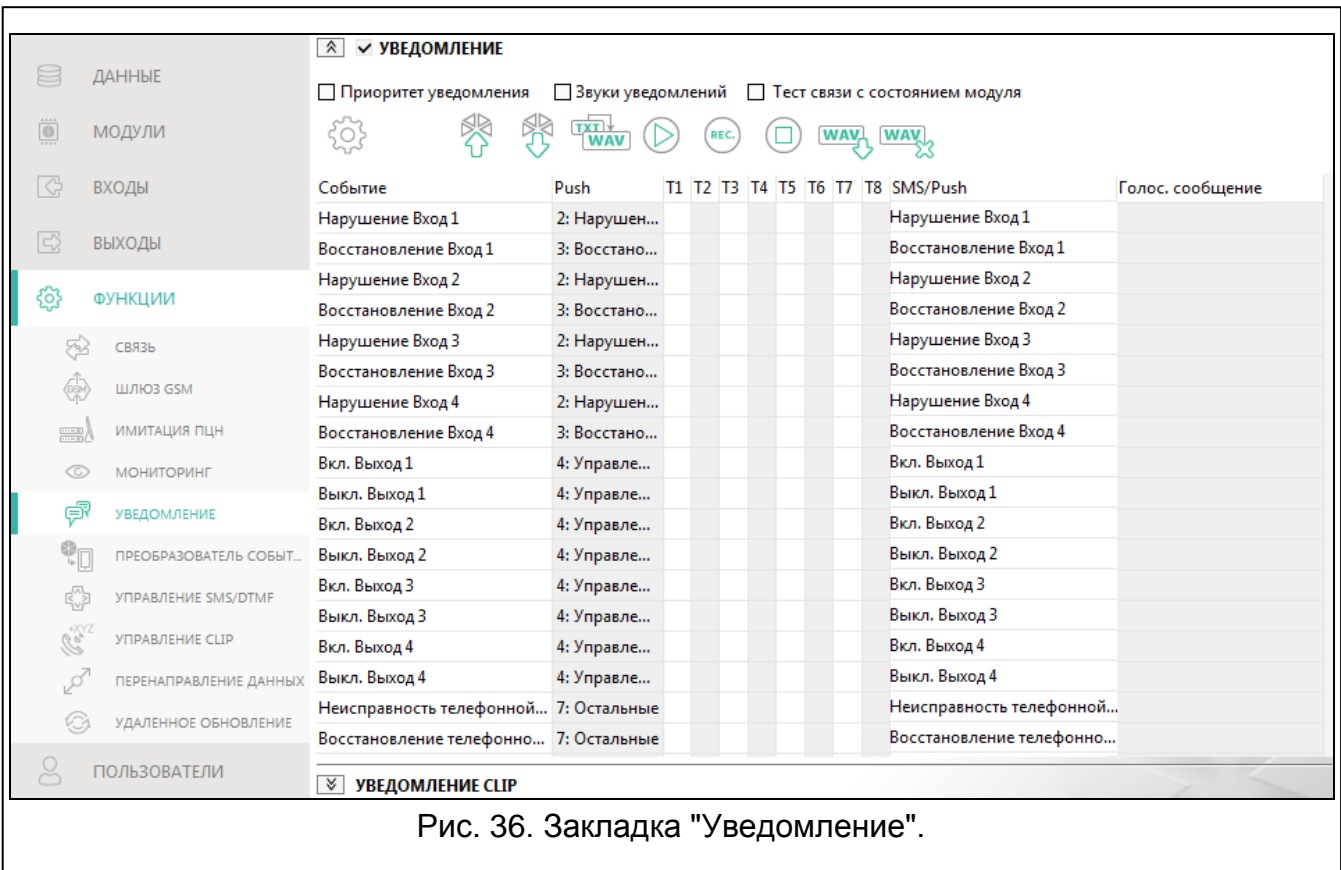 УВЕДОМЛЕНИЕ
ДАННЫЕ
МОДУЛИ
ВХОДЫ
ВЫХОДЫ
ФУНКЦИИ
СВЯЗЬ
ШЛЮЗ GSM
ИМИТАЦИЯ ПЦН
МОНИТОРИНГ
УВЕДОМЛЕНИЕ
ПРЕОБРАЗОВАТЕЛЬ СОБЫТ...
УПРАВЛЕНИЕ SMS/DTMF
УПРАВЛЕНИЕ CLIP
ПЕРЕНАПРАВЛЕНИЕ ДАННЫХ
УДАЛЕННОЕ ОБНОВЛЕНИЕ
ПОЛЬЗОВАТЕЛИ
Приоритет уведомления Звуки уведомлений Тест связи с состоянием модуля
TXT WAV REC. WAV WAV
GSM
+XYZ
Событие Push T1 T2 T3 T4 T5 T6 T7 T8 SMS/Push Голос. сообщение
Нарушение Вход 1 2: Нарушен... Нарушение Вход 1
Восстановление Вход 1 3: Восстано... Восстановление Вход 1
Нарушение Вход 2 2: Нарушен... Нарушение Вход 2
Восстановление Вход 2 3: Восстано... Восстановление Вход 2
Нарушение Вход 3 2: Нарушен... Нарушение Вход 3
Восстановление Вход 3 3: Восстано... Восстановление Вход 3
Нарушение Вход 4 2: Нарушен... Нарушение Вход 4
Восстановление Вход 4 3: Восстано... Восстановление Вход 4
Вкл. Выход 1 4: Управле... Вкл. Выход 1
Выкл. Выход 1 4: Управле... Выкл. Выход 1
Вкл. Выход 2 4: Управле... Вкл. Выход 2
Выкл. Выход 2 4: Управле... Выкл. Выход 2
Вкл. Выход 3 4: Управле... Вкл. Выход 3
Выкл. Выход 3 4: Управле... Выкл. Выход 3
Вкл. Выход 4 4: Управле... Вкл. Выход 4
Выкл. Выход 4 4: Управле... Выкл. Выход 4
Неисправность телефонной... 7: Остальные Неисправность телефонной...
Восстановление телефонно... 7: Остальные Восстановление телефонно...
УВЕДОМЛЕНИЕ CLIP
Рис. 36. Закладка "Уведомление".